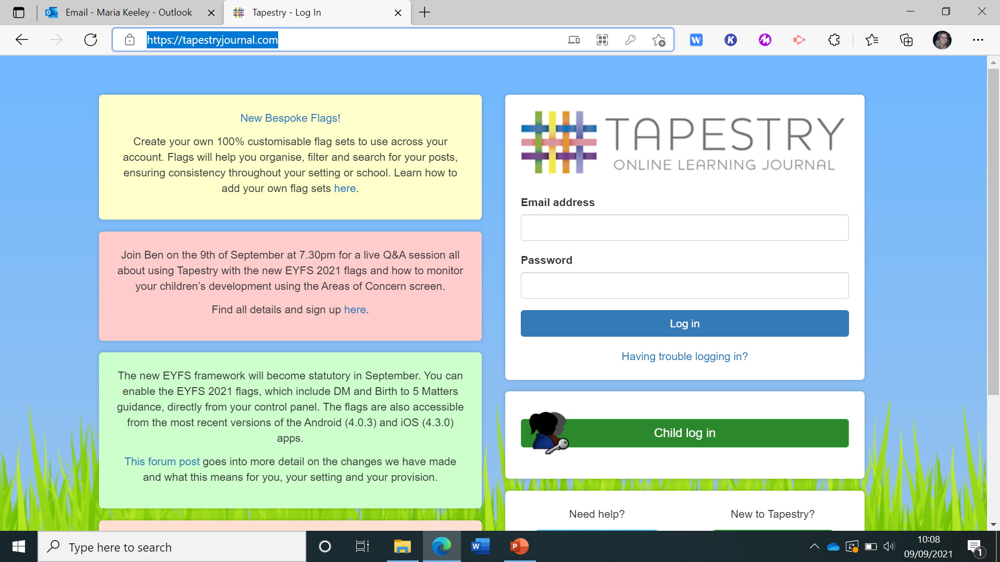 Email - Maria Keeley - Outlook
Tapestry - Log In
https://tapestryjournal.com
New Bespoke Flags!
Create your own 100% customisable flag sets to use across your
account. Flags will help you organise, filter and search for your posts,
ensuring consistency throughout your setting or school. Learn how to
add your own flag sets here.
Join Ben on the 9th of September at 7.30pm for a live Q&A session all
about using Tapestry with the new EYFS 2021 flags and how to monitor
your children’s development using the Areas of Concern screen.
Find all details and sign up here.
The new EYFS framework will become statutory in September. You can
enable the EYFS 2021 flags, which include DM and Birth to 5 Matters
guidance, directly from your control panel. The flags are also accessible
from the most recent versions of the Android (4.0.3) and iOS (4.3.0)
apps.
This forum post goes into more detail on the changes we have made
and what this means for you, your setting and your provision.
TAPESTRY
ONLINE LEARNING JOURNAL
Email address
Password
Log in
Having trouble logging in?
Child log in
Need help?
New to Tapestry?
Type here to search
10:08
09/09/2021
1